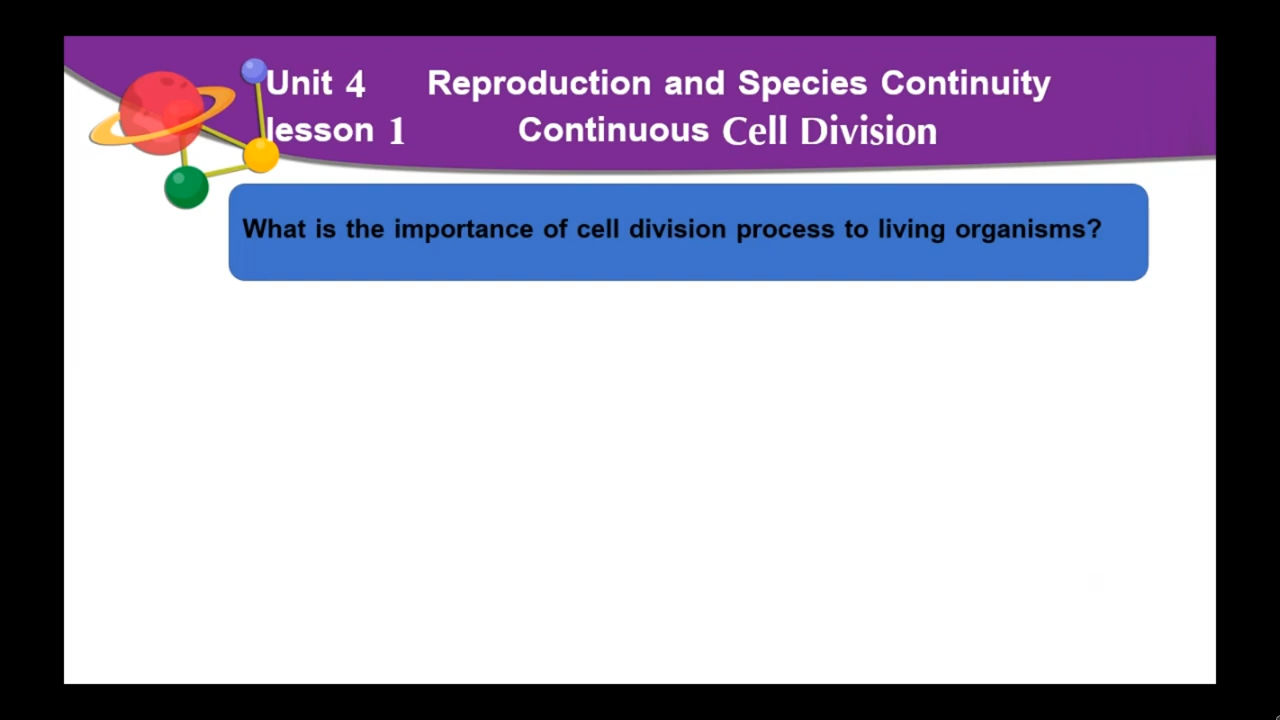 Unit 4 Reproduction and Species Continuity
lesson 1 Continuous Cell Division
What is the importance of cell division process to living organisms?